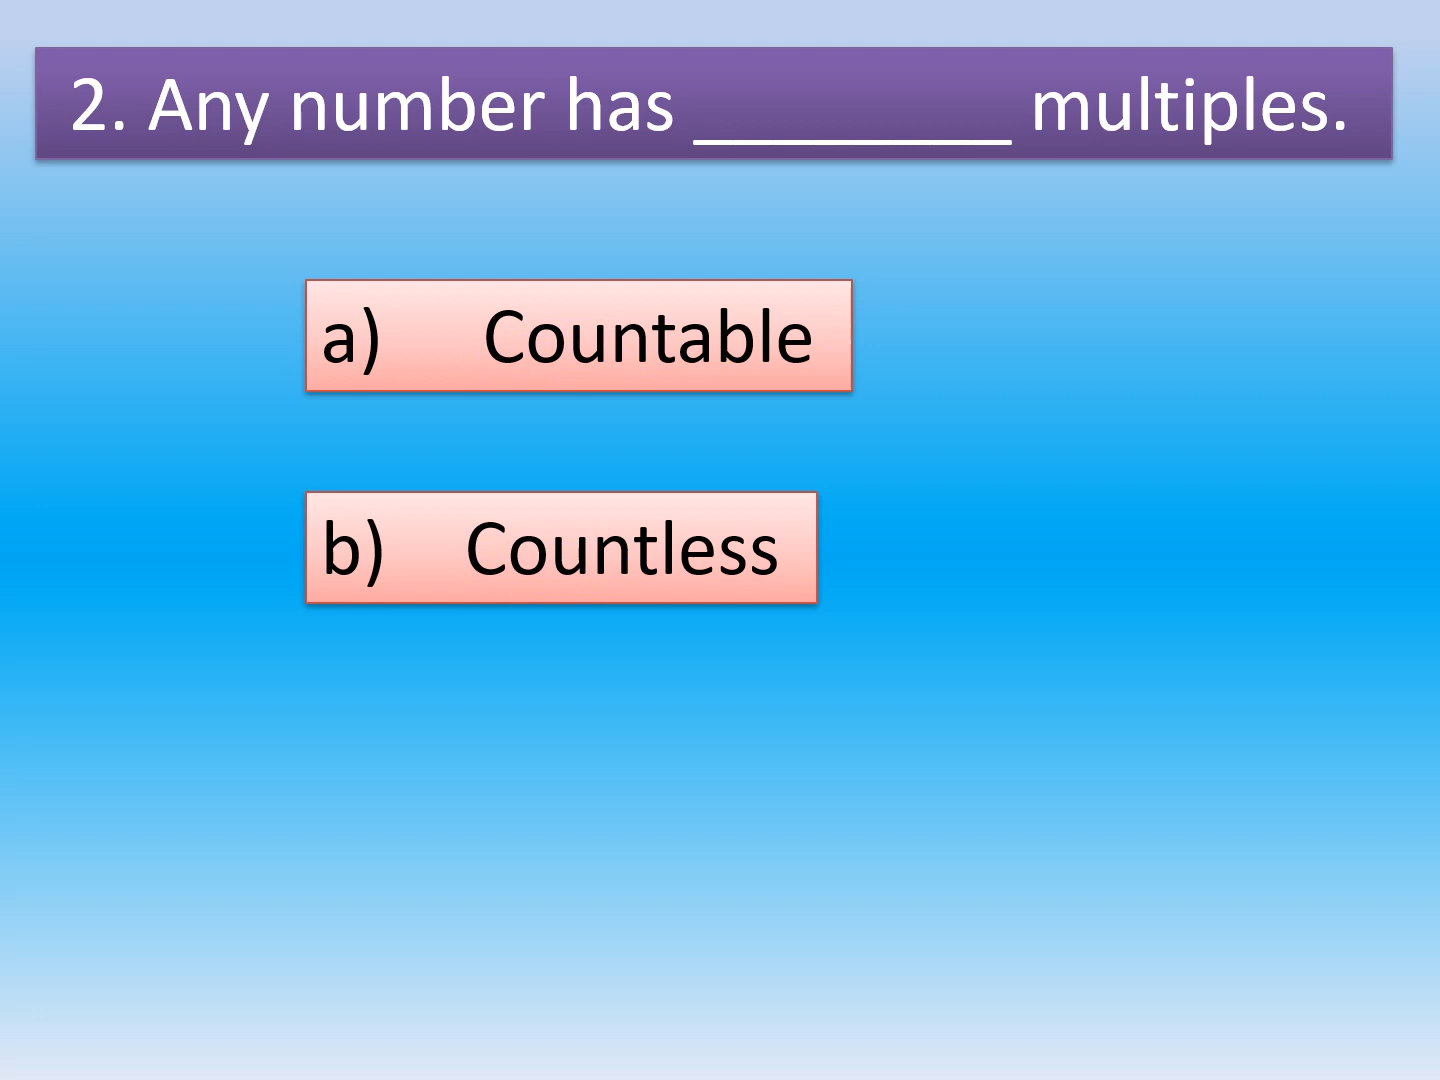 2. Any number has _________ multiples.
a) Countable
b) Countless